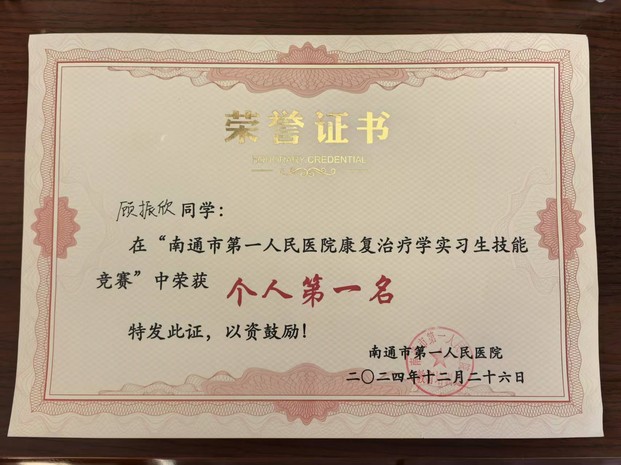 荣誉证书
CREDENTIAL
顾振欣同学：
在“南通市第一人民医院康复治疗学实习生技能
竞赛”中荣获 个人第一名
特发此证，以资鼓励！
南通市第一人民医院
二〇二四年十二月二十六日